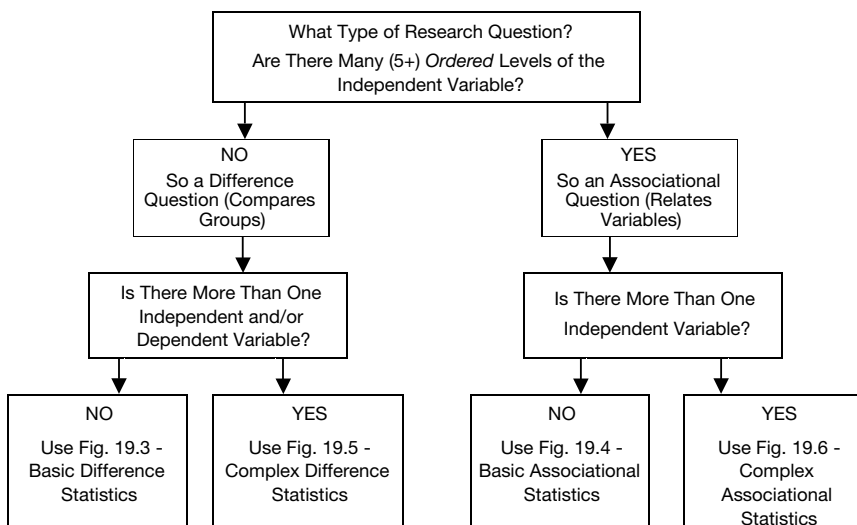 What Type of Research Question?
Are There Many (5+) Ordered Levels of the
Independent Variable?
NO
So a Difference
Question (Compares
Groups)
YES
So an Associational
Question (Relates
Variables)
Is There More Than One
Independent and/or
Dependent Variable?
Is There More Than One
Independent Variable?
NO
Use Fig. 19.3 -
Basic Difference
Statistics
YES
Use Fig. 19.5 -
Complex Difference
Statistics
NO
Use Fig. 19.4 -
Basic Associational
Statistics
YES
Use Fig. 19.6 -
Complex
Associational
Statistics